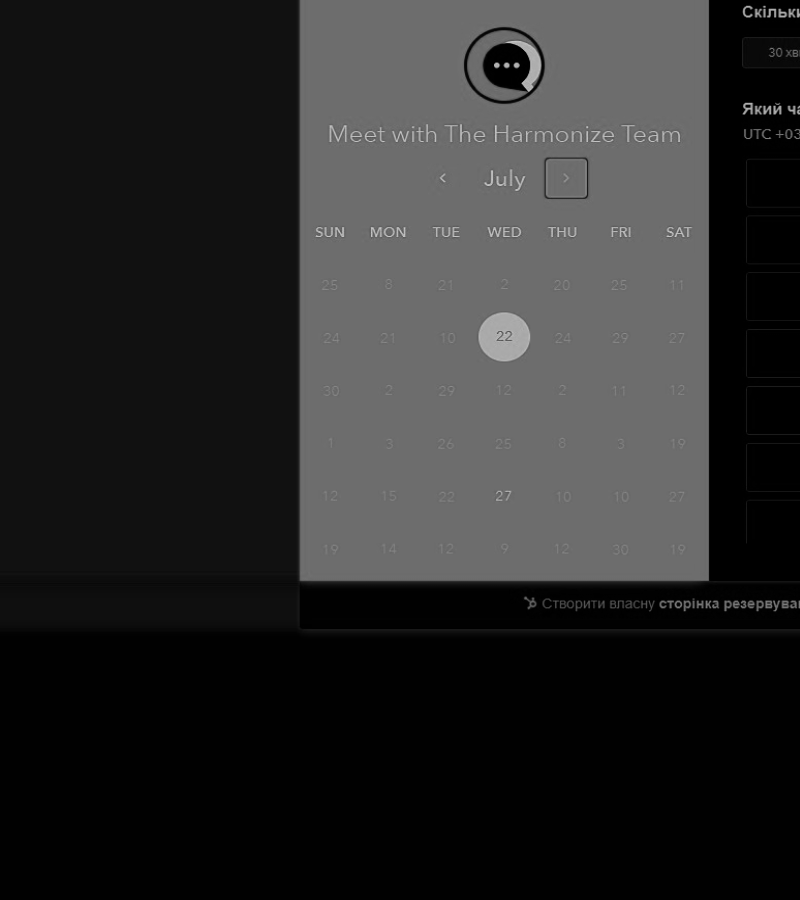 Meet with The Harmonize Team
July
SUN MON TUE WED THU FRI SAT
25 8 21 2 20 25 11
24 21 10 22 24 29 27
30 2 29 12 2 11 12
1 3 26 25 8 3 19
12 15 22 27 10 10 27
19 14 12 9 12 30 19
Скільки
30 хв
Який ча
UTC +03
Створити власну сторінка резервува